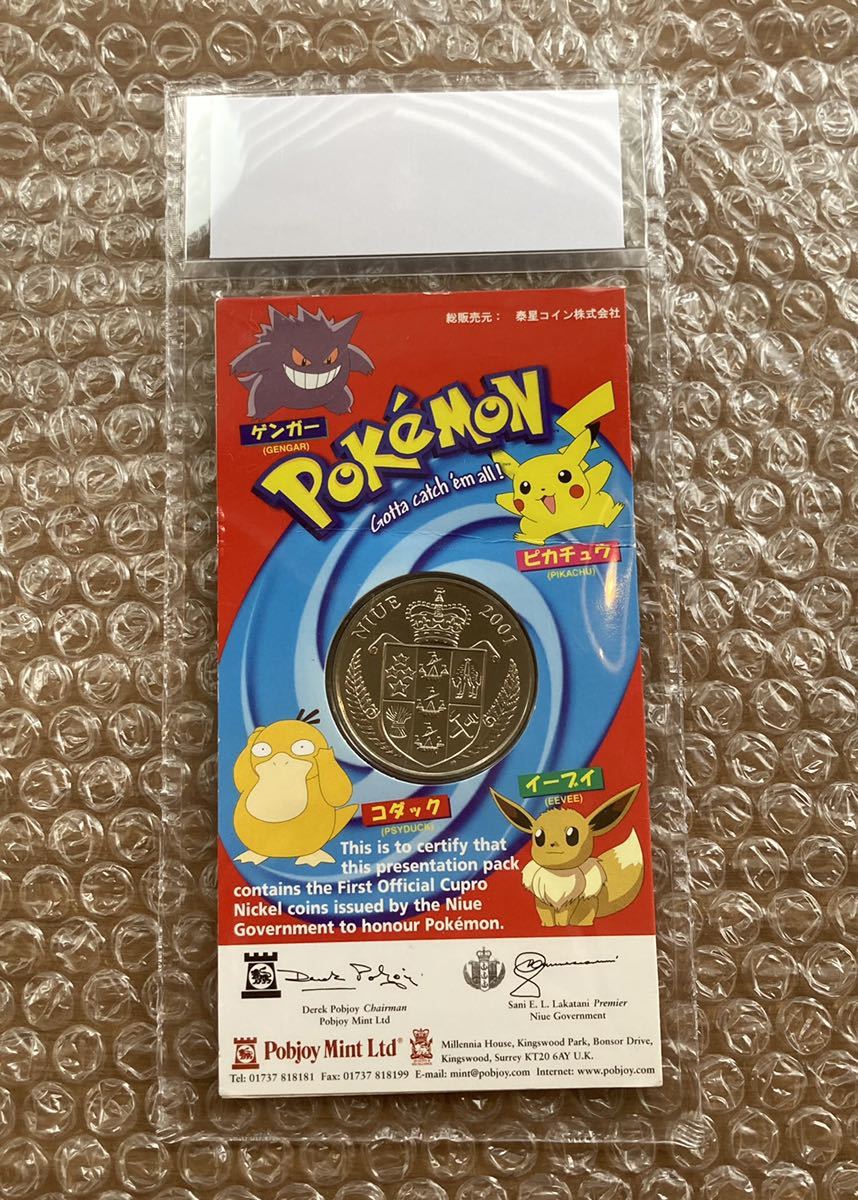 総販売元： 泰星コイン株式会社
ゲンガー
(GENGAR)
POKéMON
Gotta catch 'em all!
ピカチュウ
(PIKACHU)
NIUE 2001
コダック
(PSYDUCK)
イーブイ
(EEVEE)
This is to certify that
this presentation pack
contains the First Official Cupro
Nickel coins issued by the Niue
Government to honour Pokémon.
Derek Pobjoy
Derek Pobjoy Chairman
Pobjoy Mint Ltd
Sani E. L. Lakatani Premier
Niue Government
Pobjoy Mint Ltd®
Millennia House, Kingswood Park, Bonsor Drive,
Kingswood, Surrey KT20 6AY U.K.
Tel: 01737 818181 Fax: 01737 818199 E-mail: mint@pobjoy.com Internet: www.pobjoy.com